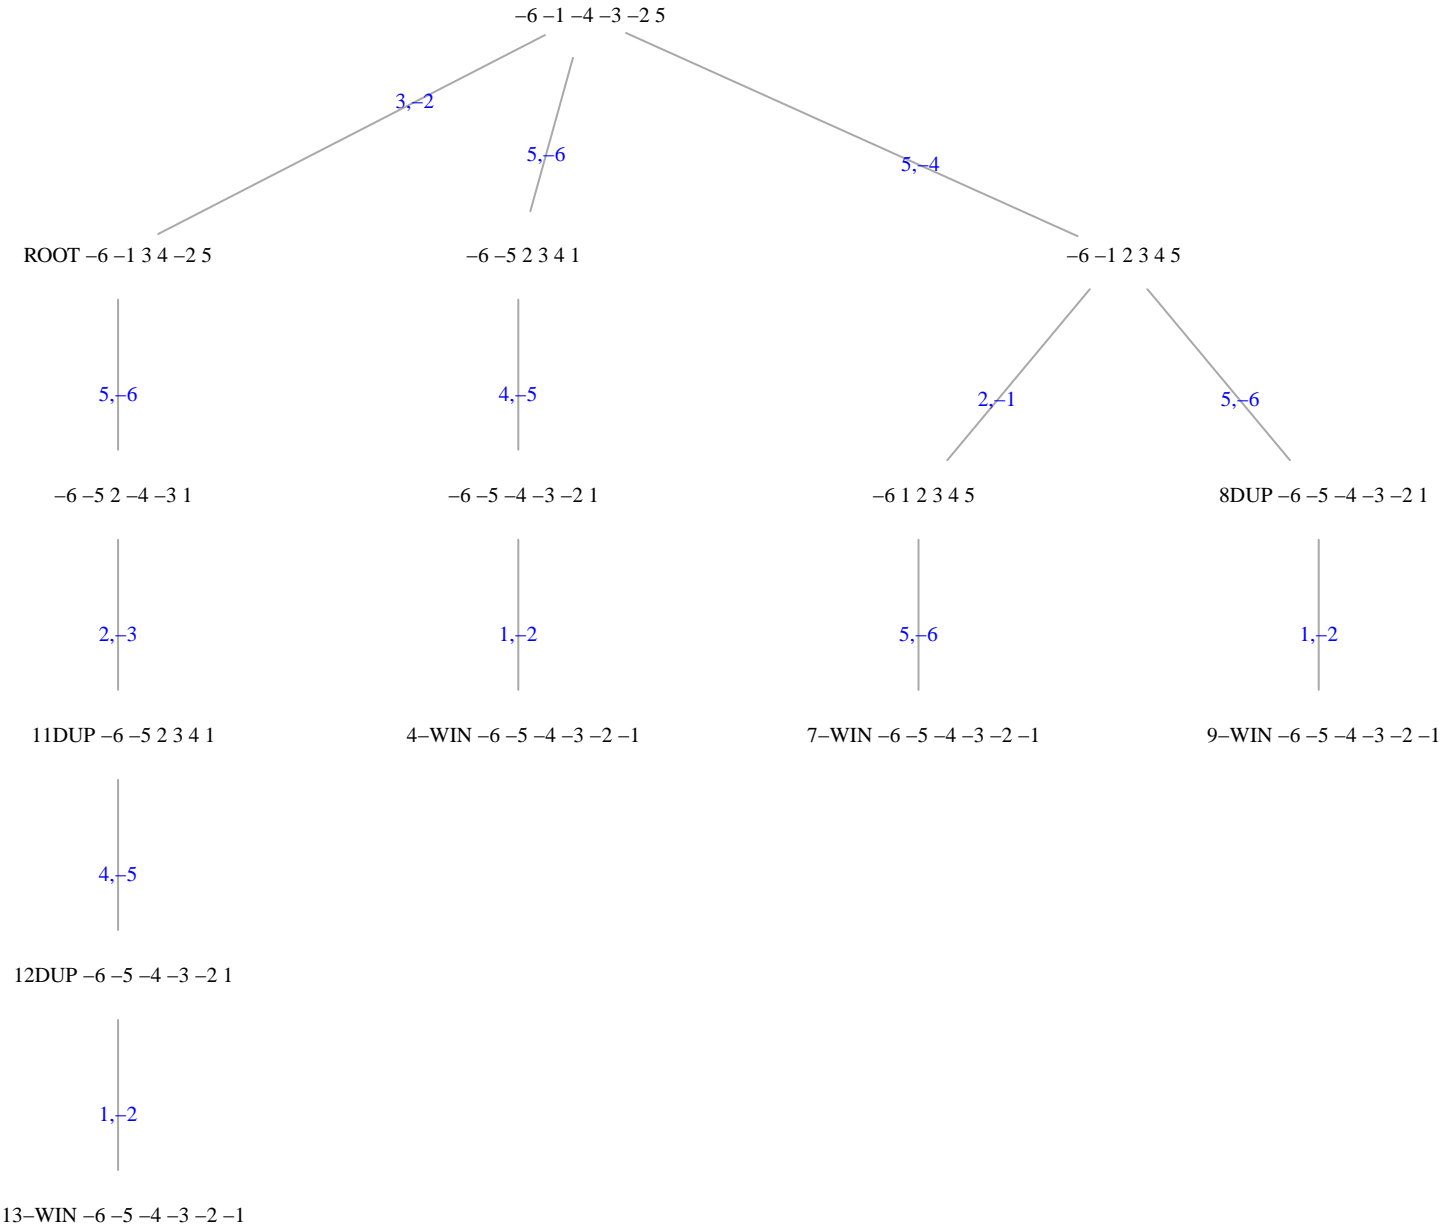 –6 –1 –4 –3 –2 5
3,–2
5,–6
5,–4
ROOT –6 –1 3 4 –2 5
–6 –5 2 3 4 1
–6 –1 2 3 4 5
5,–6
4,–5
2,–1
5,–6
–6 –5 2 –4 –3 1
–6 –5 –4 –3 –2 1
–6 1 2 3 4 5
8DUP –6 –5 –4 –3 –2 1
2,–3
1,–2
5,–6
1,–2
11DUP –6 –5 2 3 4 1
4–WIN –6 –5 –4 –3 –2 –1
7–WIN –6 –5 –4 –3 –2 –1
9–WIN –6 –5 –4 –3 –2 –1
4,–5
12DUP –6 –5 –4 –3 –2 1
1,–2
13–WIN –6 –5 –4 –3 –2 –1